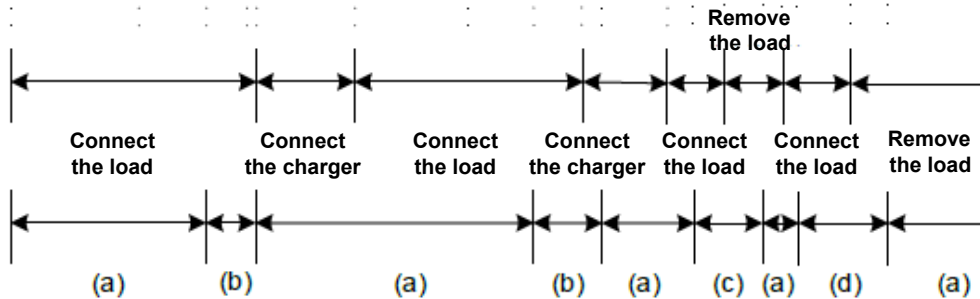 Remove
the load
Connect
the load
Connect
the charger
Connect
the load
Connect
the charger
Connect
the load
Connect
the load
Remove
the load
(a)
(b)
(a)
(b)
(a)
(c)
(a)
(d)
(a)